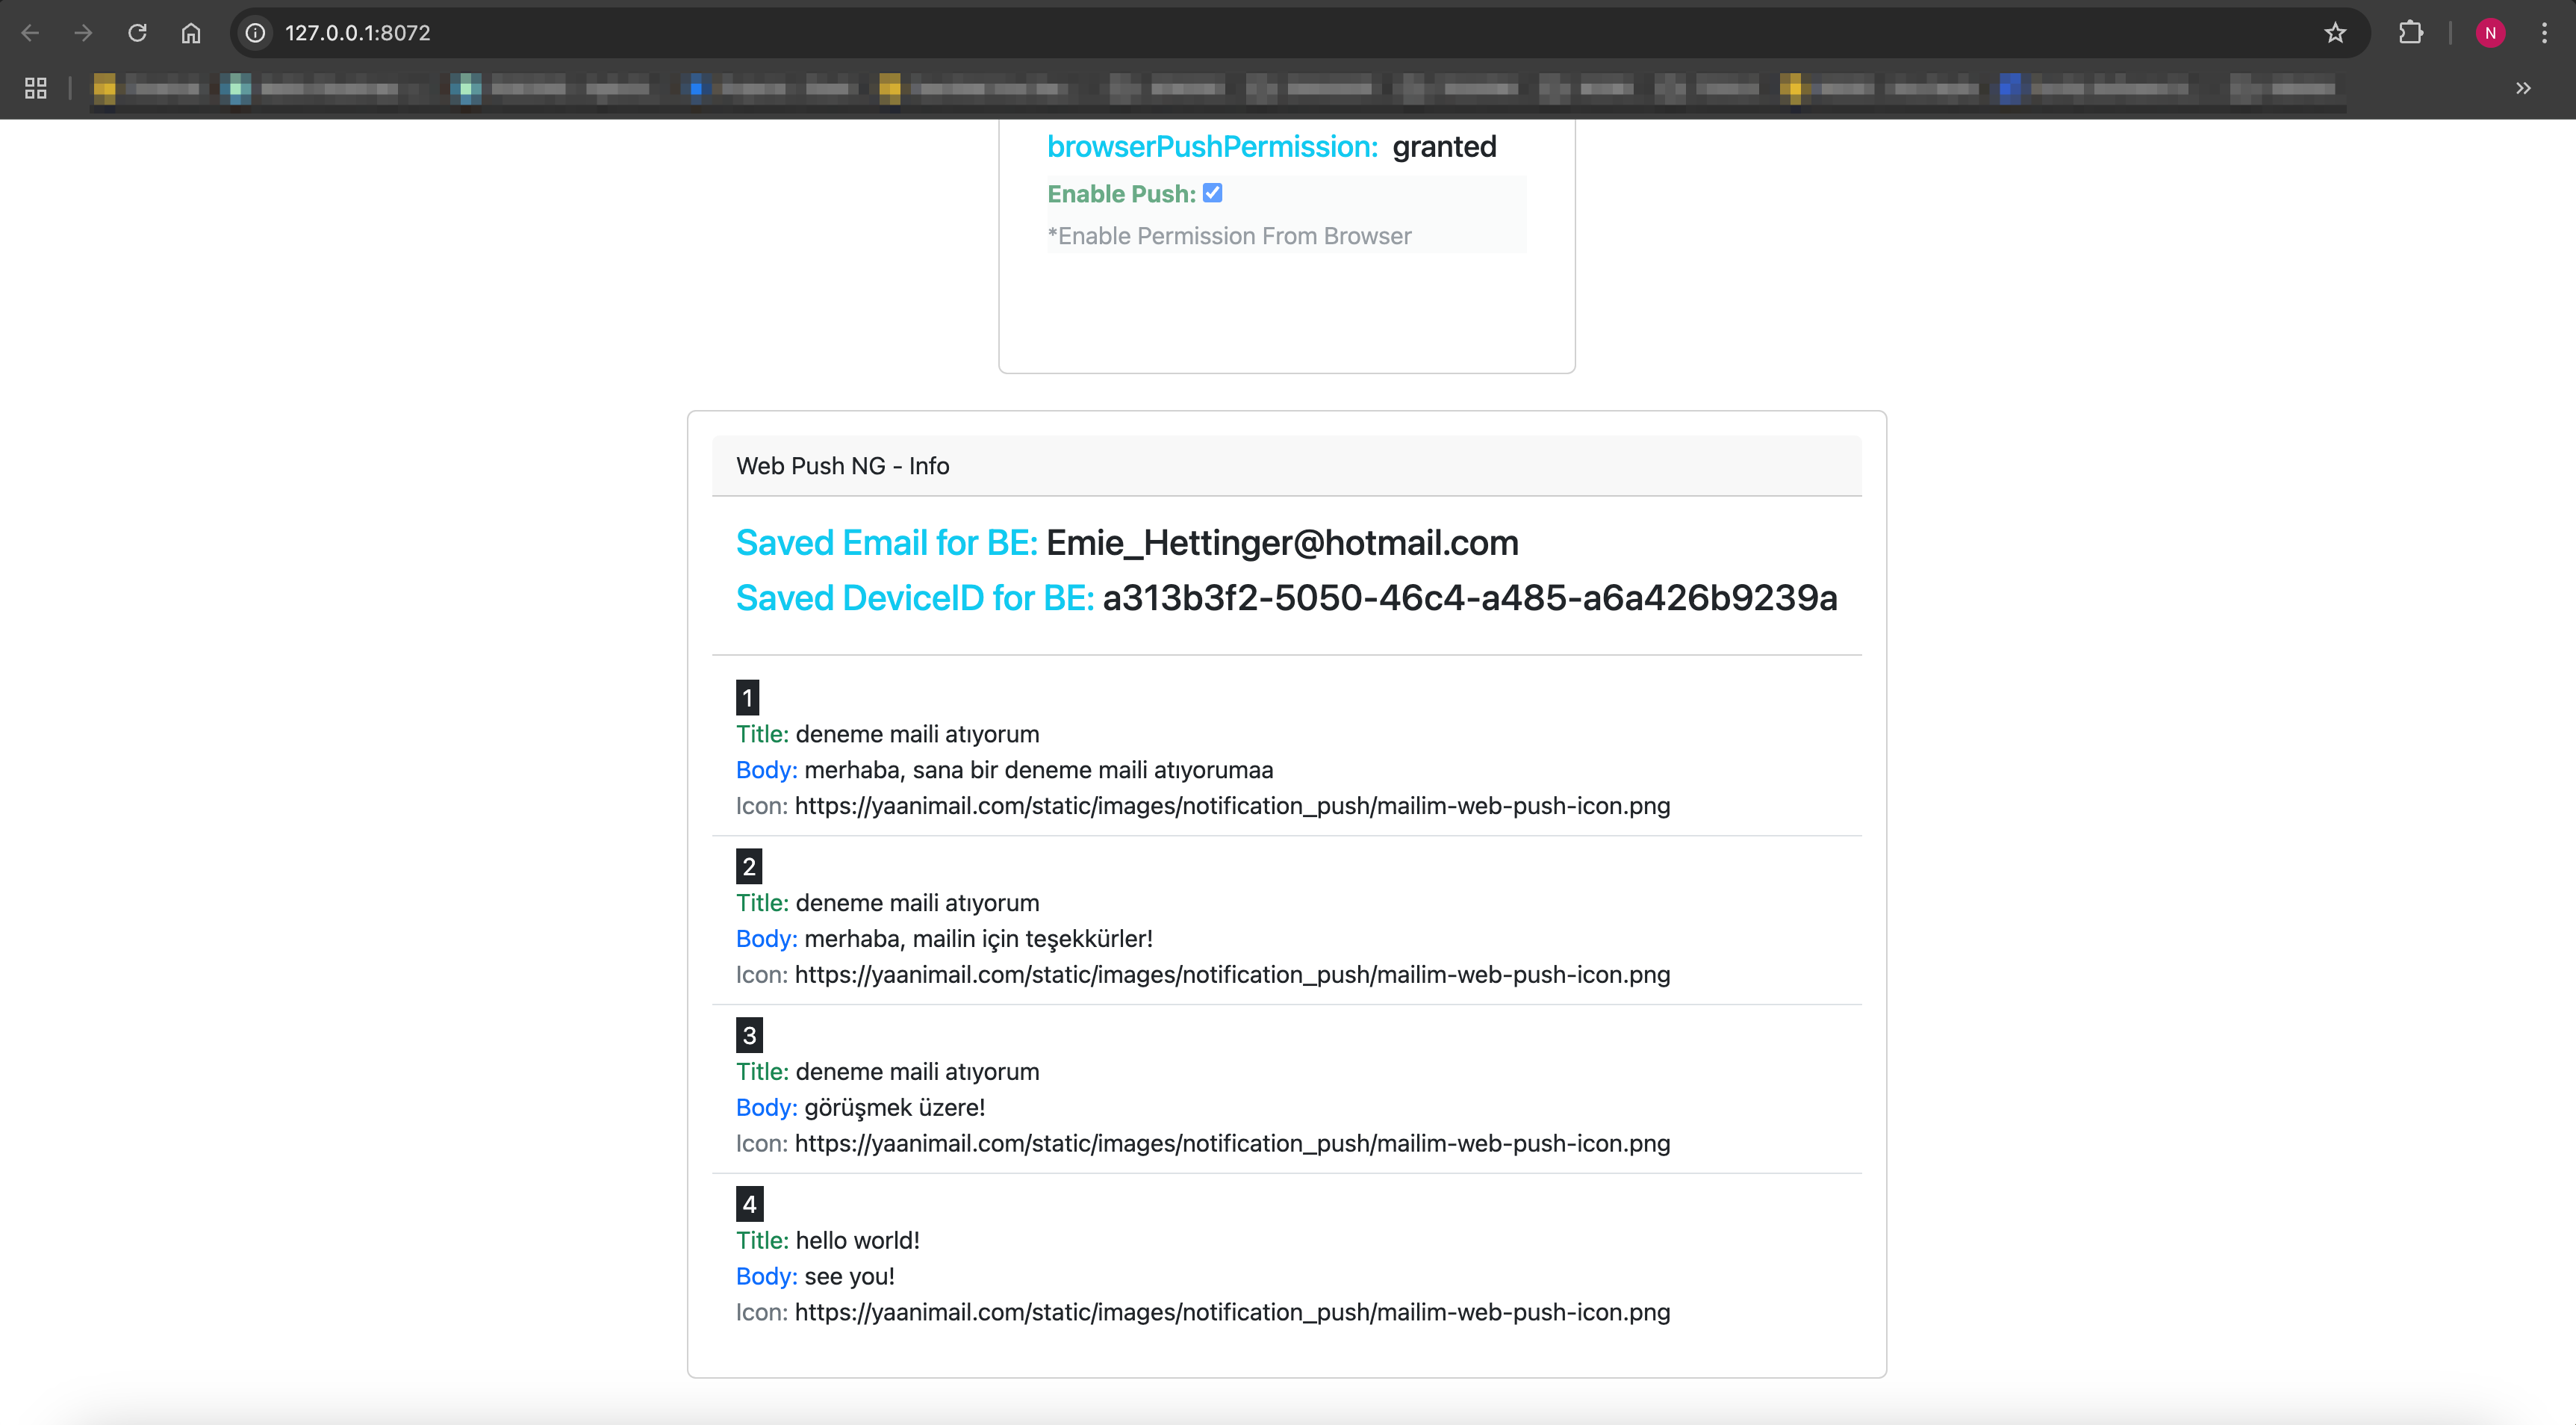 127.0.0.1:8072
N
browserPushPermission: granted
Enable Push:
*Enable Permission From Browser
Web Push NG - Info
Saved Email for BE: Emie_Hettinger@hotmail.com
Saved DeviceID for BE: a313b3f2-5050-46c4-a485-a6a426b9239a
1
Title: deneme maili atıyorum
Body: merhaba, sana bir deneme maili atıyorumaa
Icon: https://yaanimail.com/static/images/notification_push/mailim-web-push-icon.png
2
Title: deneme maili atıyorum
Body: merhaba, mailin için teşekkürler!
Icon: https://yaanimail.com/static/images/notification_push/mailim-web-push-icon.png
3
Title: deneme maili atıyorum
Body: görüşmek üzere!
Icon: https://yaanimail.com/static/images/notification_push/mailim-web-push-icon.png
4
Title: hello world!
Body: see you!
Icon: https://yaanimail.com/static/images/notification_push/mailim-web-push-icon.png